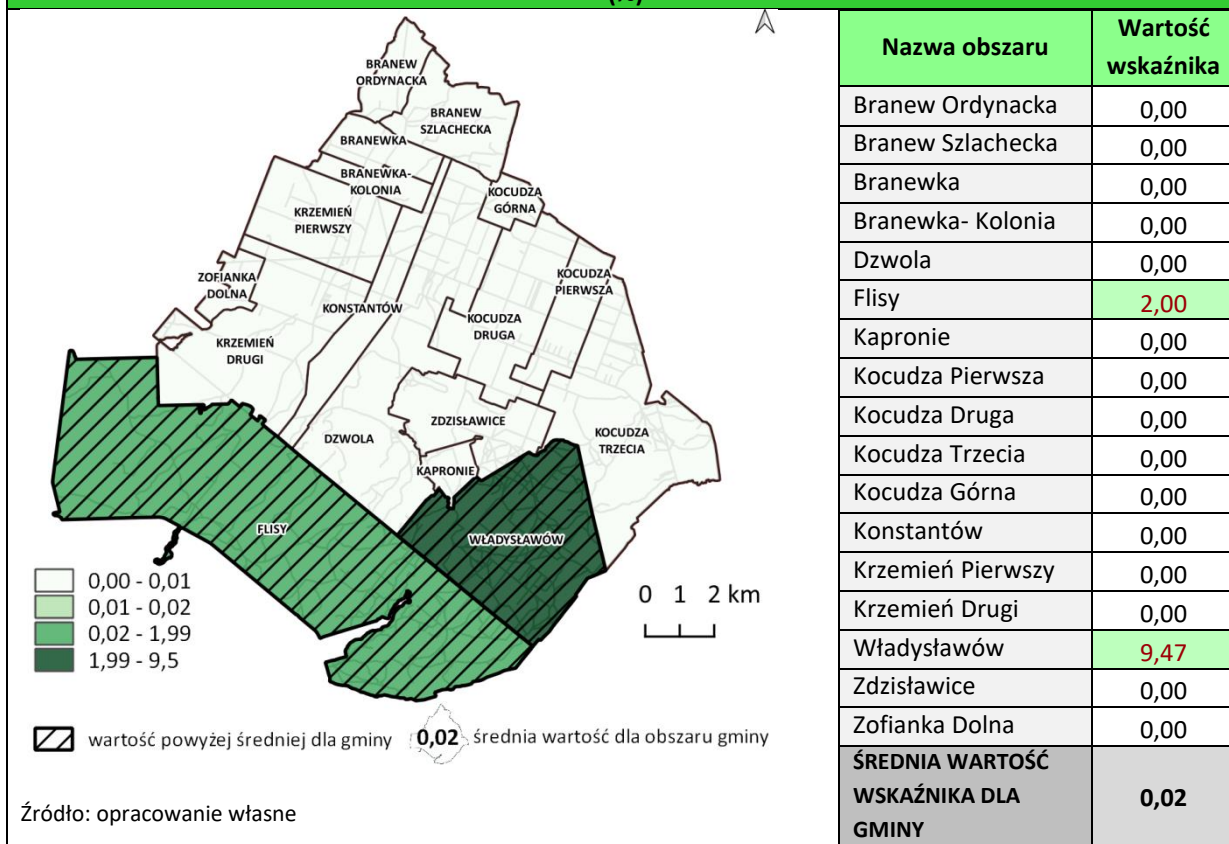 (%)
BRANEW
ORDYNACKA
BRANEW
SZLACHECKA
BRANEWKA
BRANEWKA-
KOLONIA
KOCUDZA
GÓRNA
KRZEMIEŃ
PIERWSZY
ZOFIANKA
DOLNA
KOCUDZA
PIERWSZA
KONSTANTÓW
KOCUDZA
DRUGA
KRZEMIEŃ
DRUGI
ZDZISŁAWICE
DZWOLA
KOCUDZA
TRZECIA
KAPRONIE
FLISY
WŁADYSŁAWÓW
0,00 - 0,01
0,01 - 0,02
0,02 - 1,99
1,99 - 9,5
0 1 2 km
wartość powyżej średniej dla gminy
0,02 średnia wartość dla obszaru gminy
Źródło: opracowanie własne
Nazwa obszaru Wartość
wskaźnika
Branew Ordynacka 0,00
Branew Szlachecka 0,00
Branewka 0,00
Branewka- Kolonia 0,00
Dzwola 0,00
Flisy 2,00
Kapronie 0,00
Kocudza Pierwsza 0,00
Kocudza Druga 0,00
Kocudza Trzecia 0,00
Kocudza Górna 0,00
Konstantów 0,00
Krzemień Pierwszy 0,00
Krzemień Drugi 0,00
Władysławów 9,47
Zdzisławice 0,00
Zofianka Dolna 0,00
ŚREDNIA WARTOŚĆ
WSKAŹNIKA DLA 0,02
GMINY